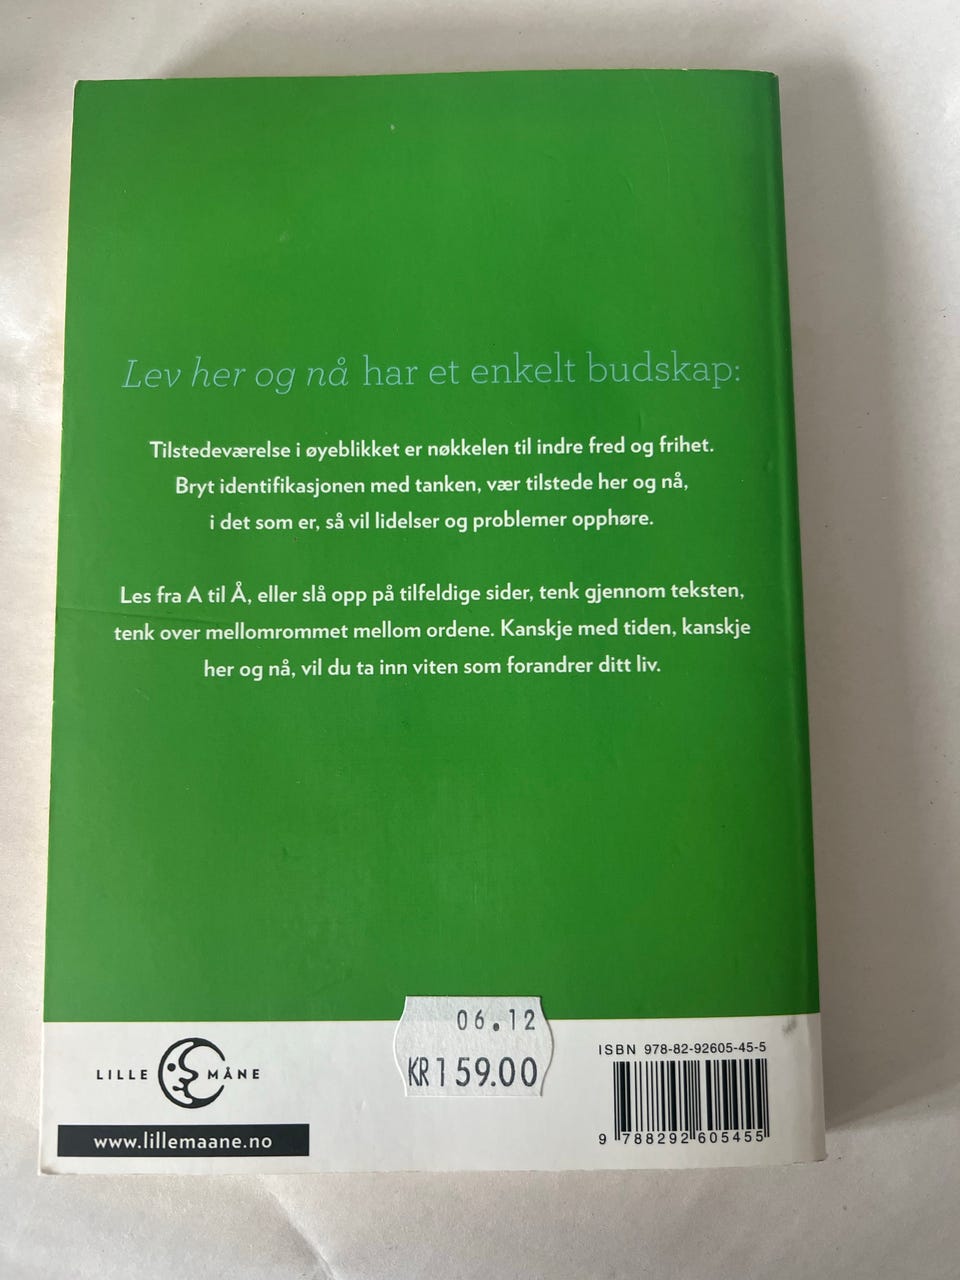 Lev her og nå har et enkelt budskap:
Tilstedeværelse i øyeblikket er nøkkelen til indre fred og frihet.
Bryt identifikasjonen med tanken, vær tilstede her og nå,
i det som er, så vil lidelser og problemer opphøre.
Les fra A til Å, eller slå opp på tilfeldige sider, tenk gjennom teksten,
tenk over mellomrommet mellom ordene. Kanskje med tiden, kanskje
her og nå, vil du ta inn viten som forandrer ditt liv.
06.12
KR159.00
LILLE MÅNE
www.lillemaane.no
ISBN 978-82-92605-45-5
9 788292 605455